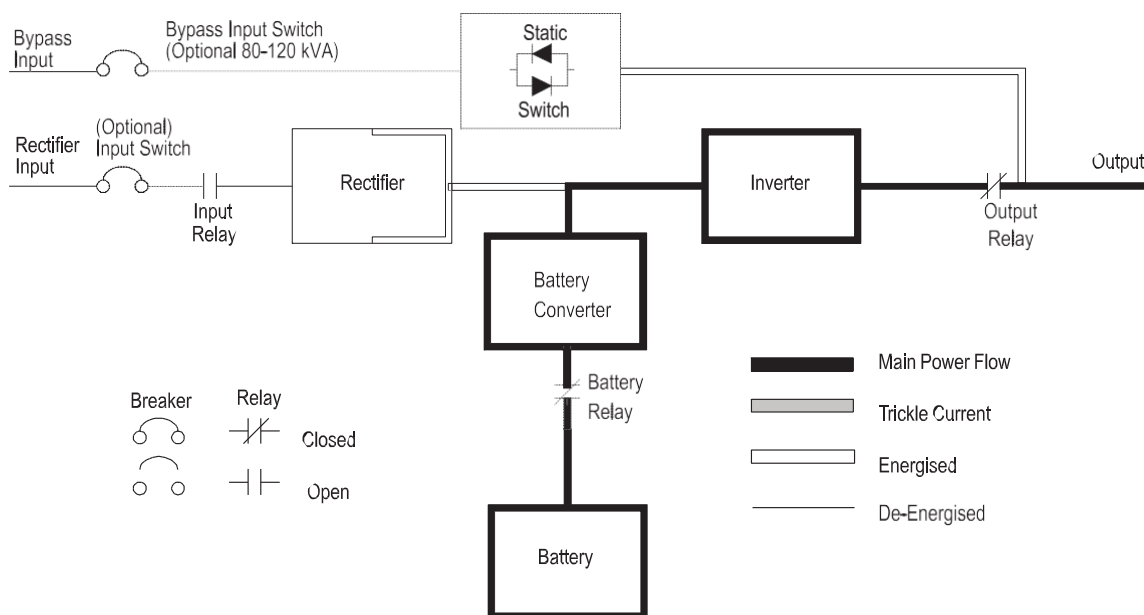 Bypass
Input
Bypass Input Switch
(Optional 80-120 kVA)
Static
Switch
Rectifier
Input
(Optional)
Input Switch
Input
Relay
Rectifier
Inverter
Output
Relay
Output
Battery
Converter
Battery
Relay
Battery
Breaker
Relay
Closed
Open
Main Power Flow
Trickle Current
Energised
De-Energised